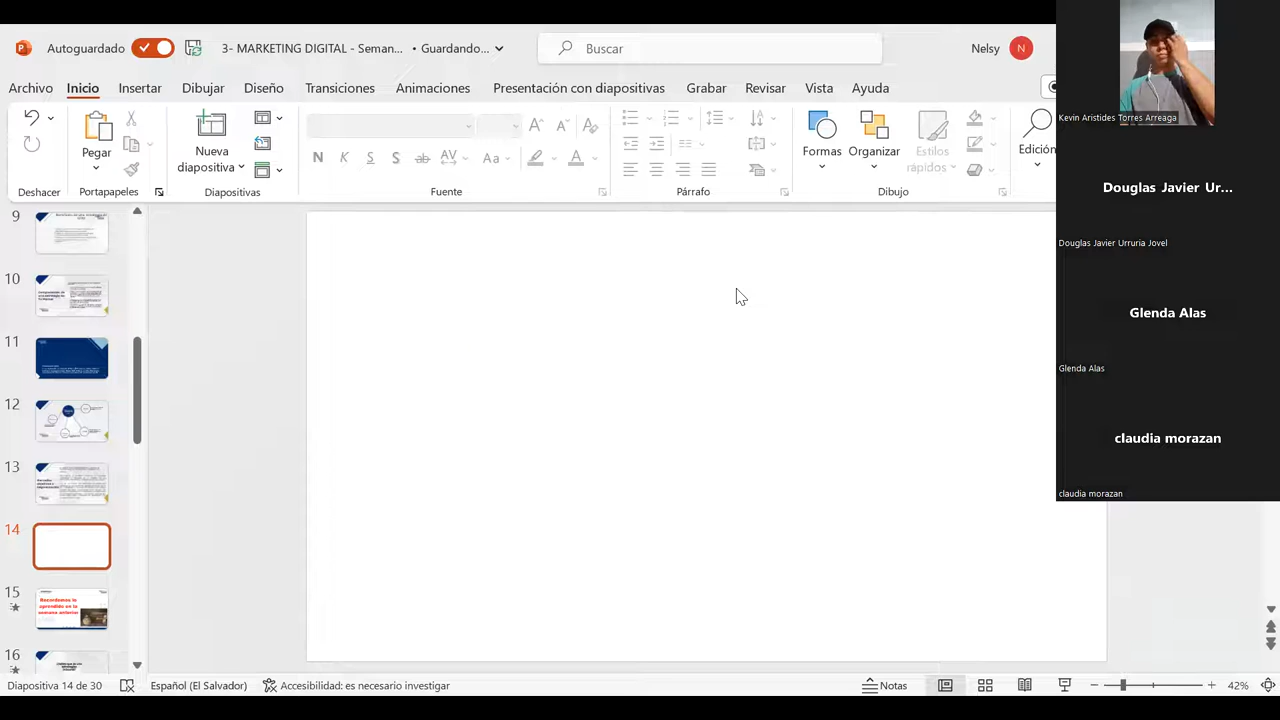 Autoguardado
3- MARKETING DIGITAL - Seman... • Guardando...
Buscar
Nelsy
N
Archivo
Inicio
Insertar
Dibujar
Diseño
Transiciones
Animaciones
Presentación con diapositivas
Grabar
Revisar
Vista
Ayuda
Pegar
Nueva
diapositiva
Formas
Organizar
Estilos
rápidos
Edición
Deshacer
Portapapeles
Diapositivas
Fuente
Párrafo
Dibujo
9
10
11
12
13
14
15
Recordemos lo
aprendido en la
semana anterior
16
Kevin Aristides Torres Arreaga
Douglas Javier Ur...
Douglas Javier Urruria Jovel
Glenda Alas
Glenda Alas
claudia morazan
claudia morazan
Diapositiva 14 de 30
Español (El Salvador)
Accesibilidad: es necesario investigar
Notas
42%